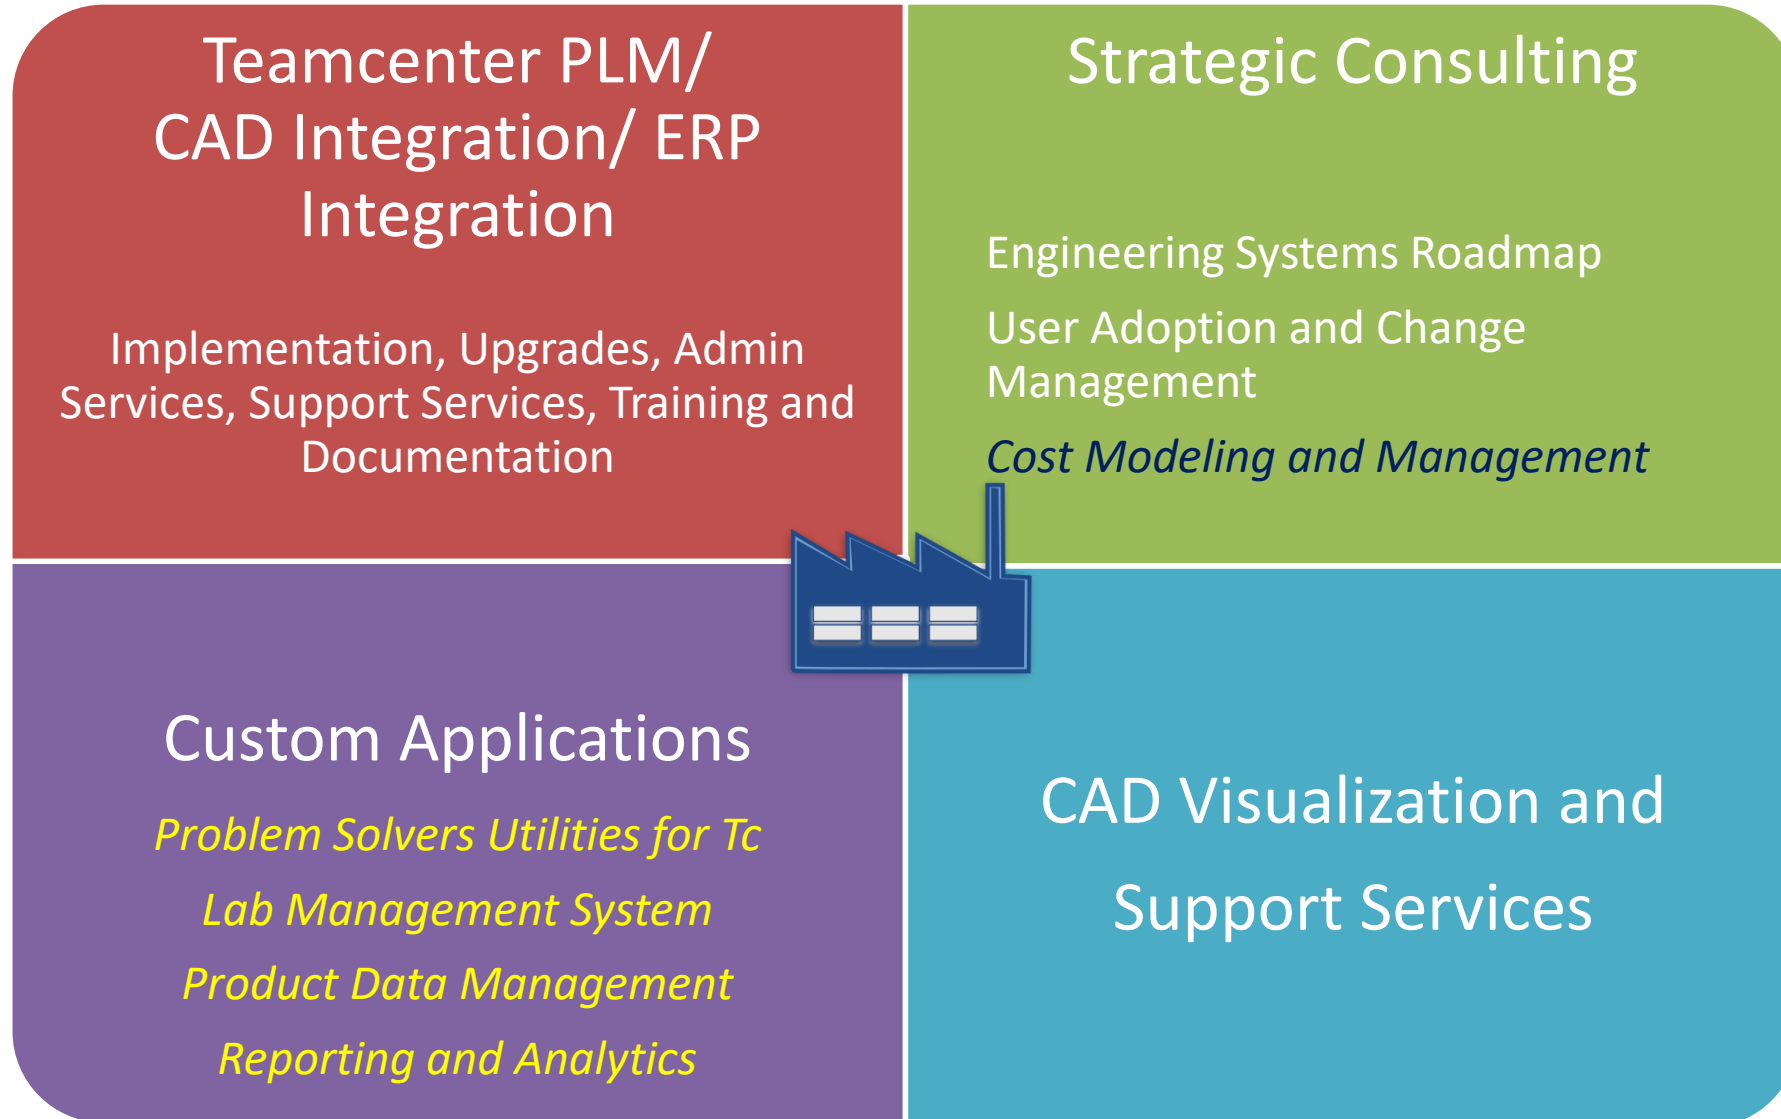 Teamcenter PLM/
CAD Integration/ ERP
Integration
Implementation, Upgrades, Admin
Services, Support Services, Training and
Documentation
Strategic Consulting
Engineering Systems Roadmap
User Adoption and Change
Management
Cost Modeling and Management
Custom Applications
Problem Solvers Utilities for Tc
Lab Management System
Product Data Management
Reporting and Analytics
CAD Visualization and
Support Services